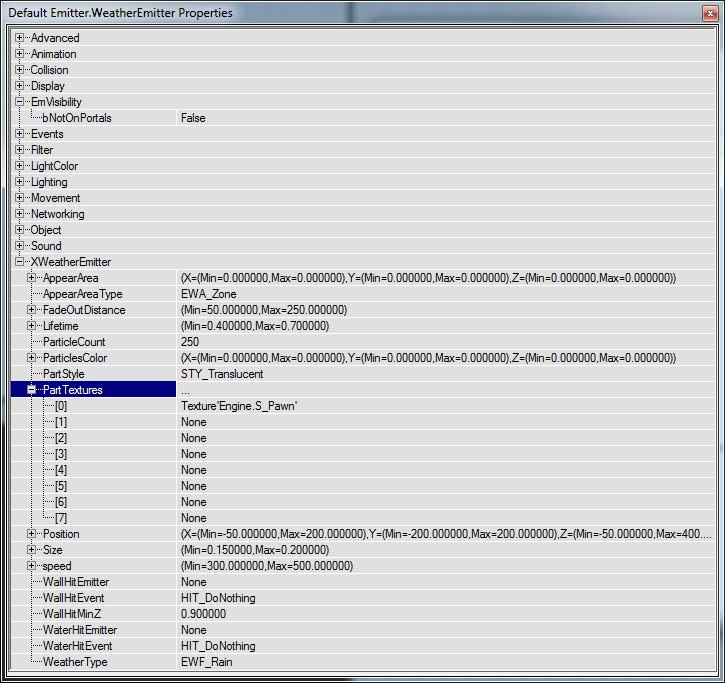 Default Emitter.WeatherEmitter Properties
Advanced
Animation
Collision
Display
EmVisibility
bNotOnPortals False
Events
Filter
LightColor
Lighting
Movement
Networking
Object
Sound
XWeatherEmitter
AppearArea (X=(Min=0.000000,Max=0.000000),Y=(Min=0.000000,Max=0.000000),Z=(Min=0.000000,Max=0.000000))
AppearAreaType EWA_Zone
FadeOutDistance (Min=50.000000,Max=250.000000)
Lifetime (Min=0.400000,Max=0.700000)
ParticleCount 250
ParticlesColor (X=(Min=0.000000,Max=0.000000),Y=(Min=0.000000,Max=0.000000),Z=(Min=0.000000,Max=0.000000))
PartStyle STY_Translucent
PartTextures ...
[0] Texture'Engine.S_Pawn'
[1] None
[2] None
[3] None
[4] None
[5] None
[6] None
[7] None
Position (X=(Min=-50.000000,Max=200.000000),Y=(Min=-200.000000,Max=200.000000),Z=(Min=-50.000000,Max=400....
Size (Min=0.150000,Max=0.200000)
speed (Min=300.000000,Max=500.000000)
WallHitEmitter None
WallHitEvent HIT_DoNothing
WallHitMinZ 0.900000
WaterHitEmitter None
WaterHitEvent HIT_DoNothing
WeatherType EWF_Rain